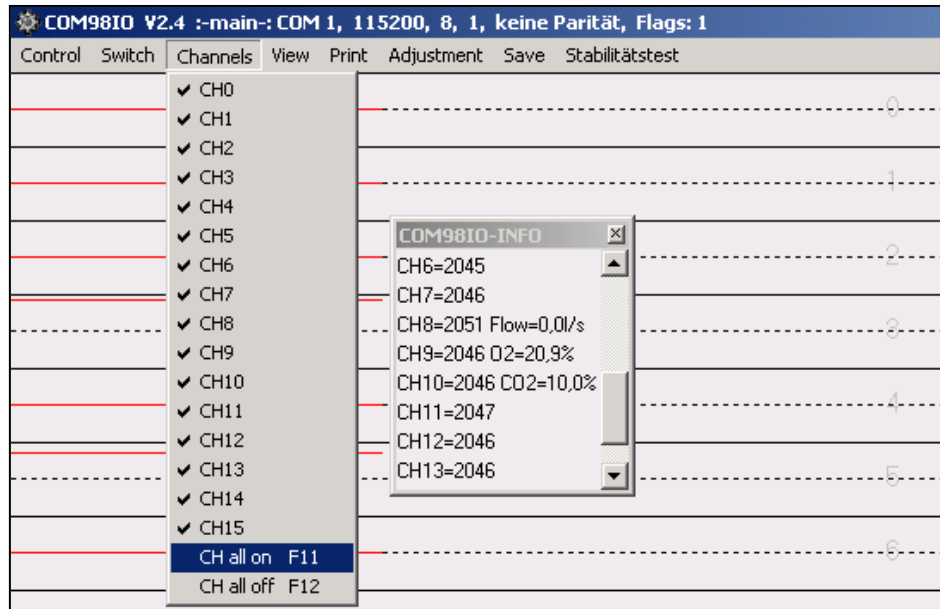 COM98IO V2.4 :-main-: COM 1, 115200, 8, 1, keine Parität, Flags: 1
Control Switch Channels View Print Adjustment Save Stabilitätstest
CH0
CH1
CH2
CH3
CH4
CH5
CH6
CH7
CH8
CH9
CH10
CH11
CH12
CH13
CH14
CH15
CH all on F11
CH all off F12
COM98IO-INFO
CH6=2045
CH7=2046
CH8=2051 Flow=0,0l/s
CH9=2046 O2=20,9%
CH10=2046 CO2=10,0%
CH11=2047
CH12=2046
CH13=2046
0
1
2
3
4
5
6